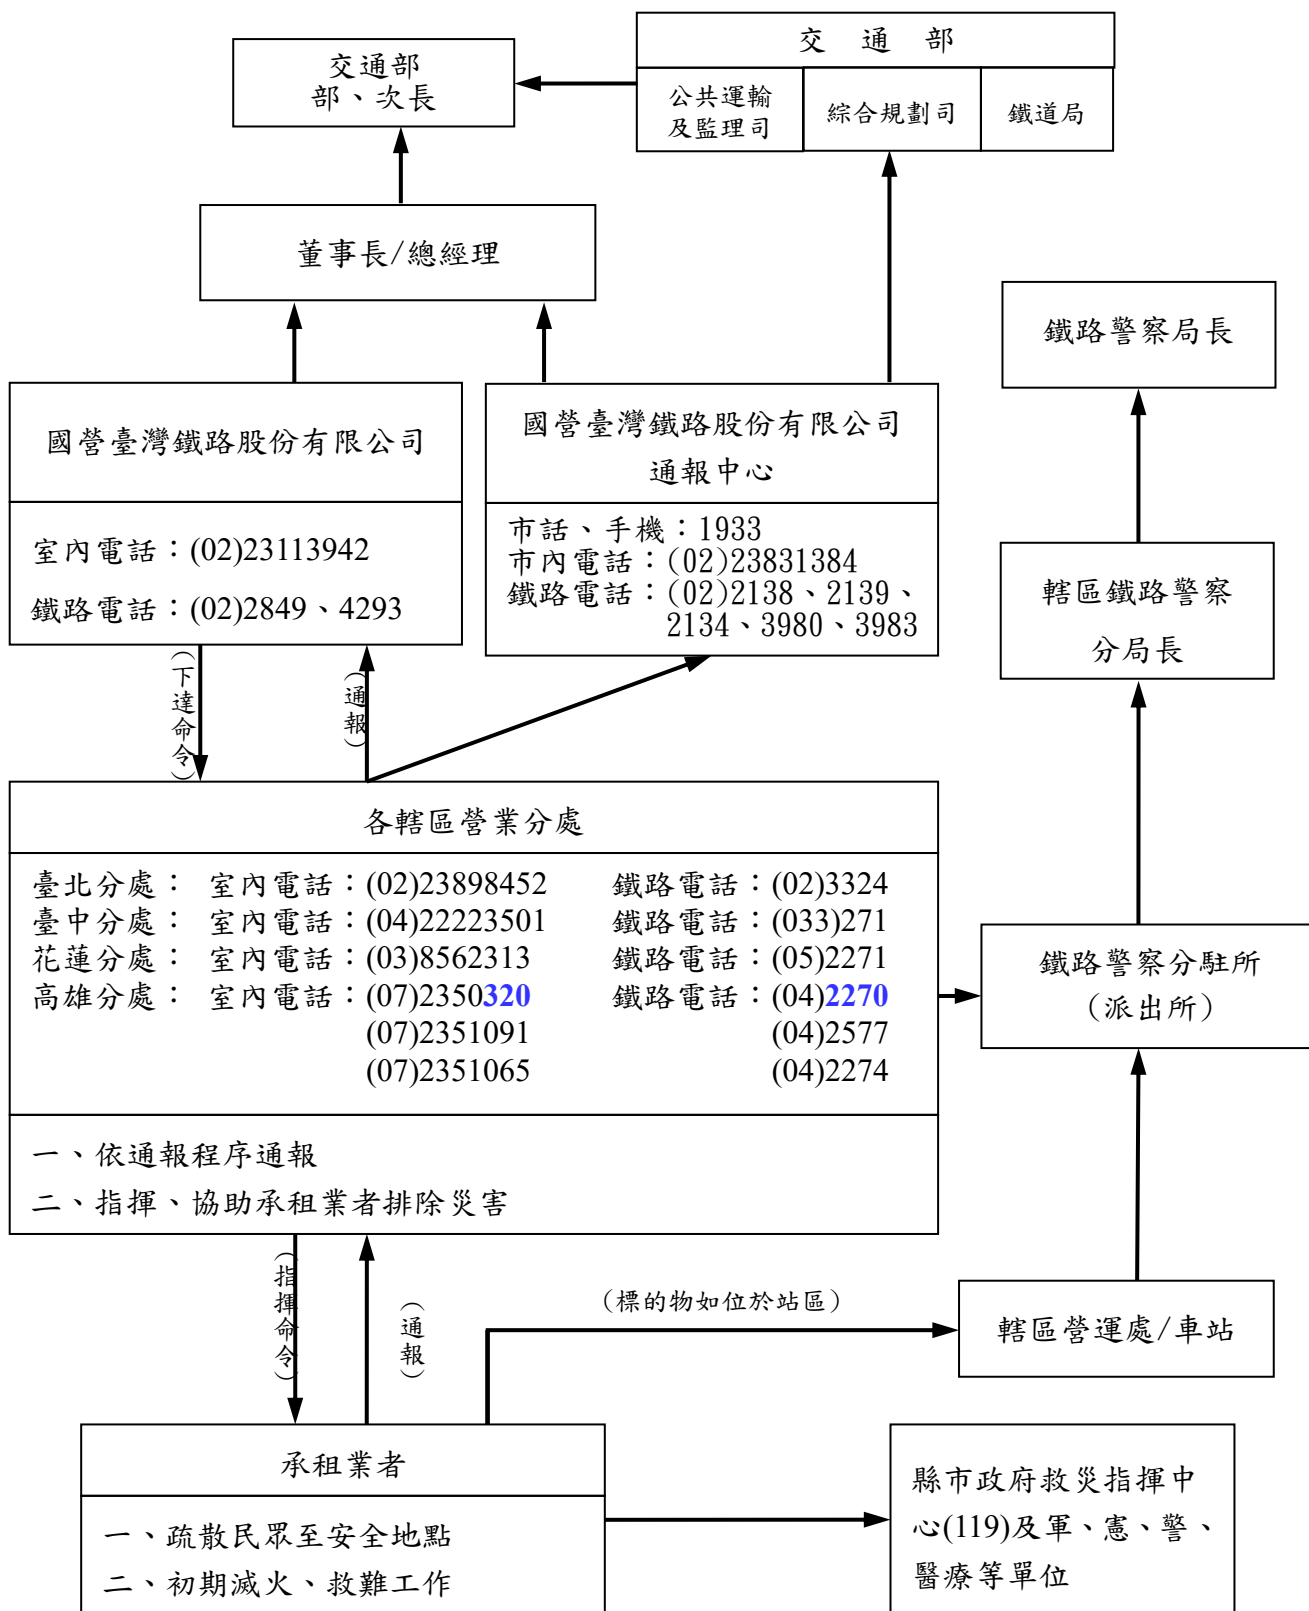 交通部
公共運輸
及監理司
綜合規劃司
鐵道局
交通部
部、次長
董事長/總經理
鐵路警察局長
國營臺灣鐵路股份有限公司
室內電話：(02)23113942
鐵路電話：(02)2849、4293
國營臺灣鐵路股份有限公司
通報中心
市話、手機：1933
市內電話：(02)23831384
鐵路電話：(02)2138、2139、
2134、3980、3983
轄區鐵路警察
分局長
(下達命令)
(通報)
各轄區營業分處
臺北分處： 室內電話：(02)23898452 鐵路電話：(02)3324
臺中分處： 室內電話：(04)22223501 鐵路電話：(033)271
花蓮分處： 室內電話：(03)8562313 鐵路電話：(05)2271
高雄分處： 室內電話：(07)2350320 鐵路電話：(04)2270
(07)2351091 (04)2577
(07)2351065 (04)2274
一、依通報程序通報
二、指揮、協助承租業者排除災害
鐵路警察分駐所
（派出所）
(指揮命令)
(通報)
（標的物如位於站區）
轄區營運處/車站
承租業者
一、疏散民眾至安全地點
二、初期滅火、救難工作
縣市政府救災指揮中
心(119)及軍、憲、警、
醫療等單位